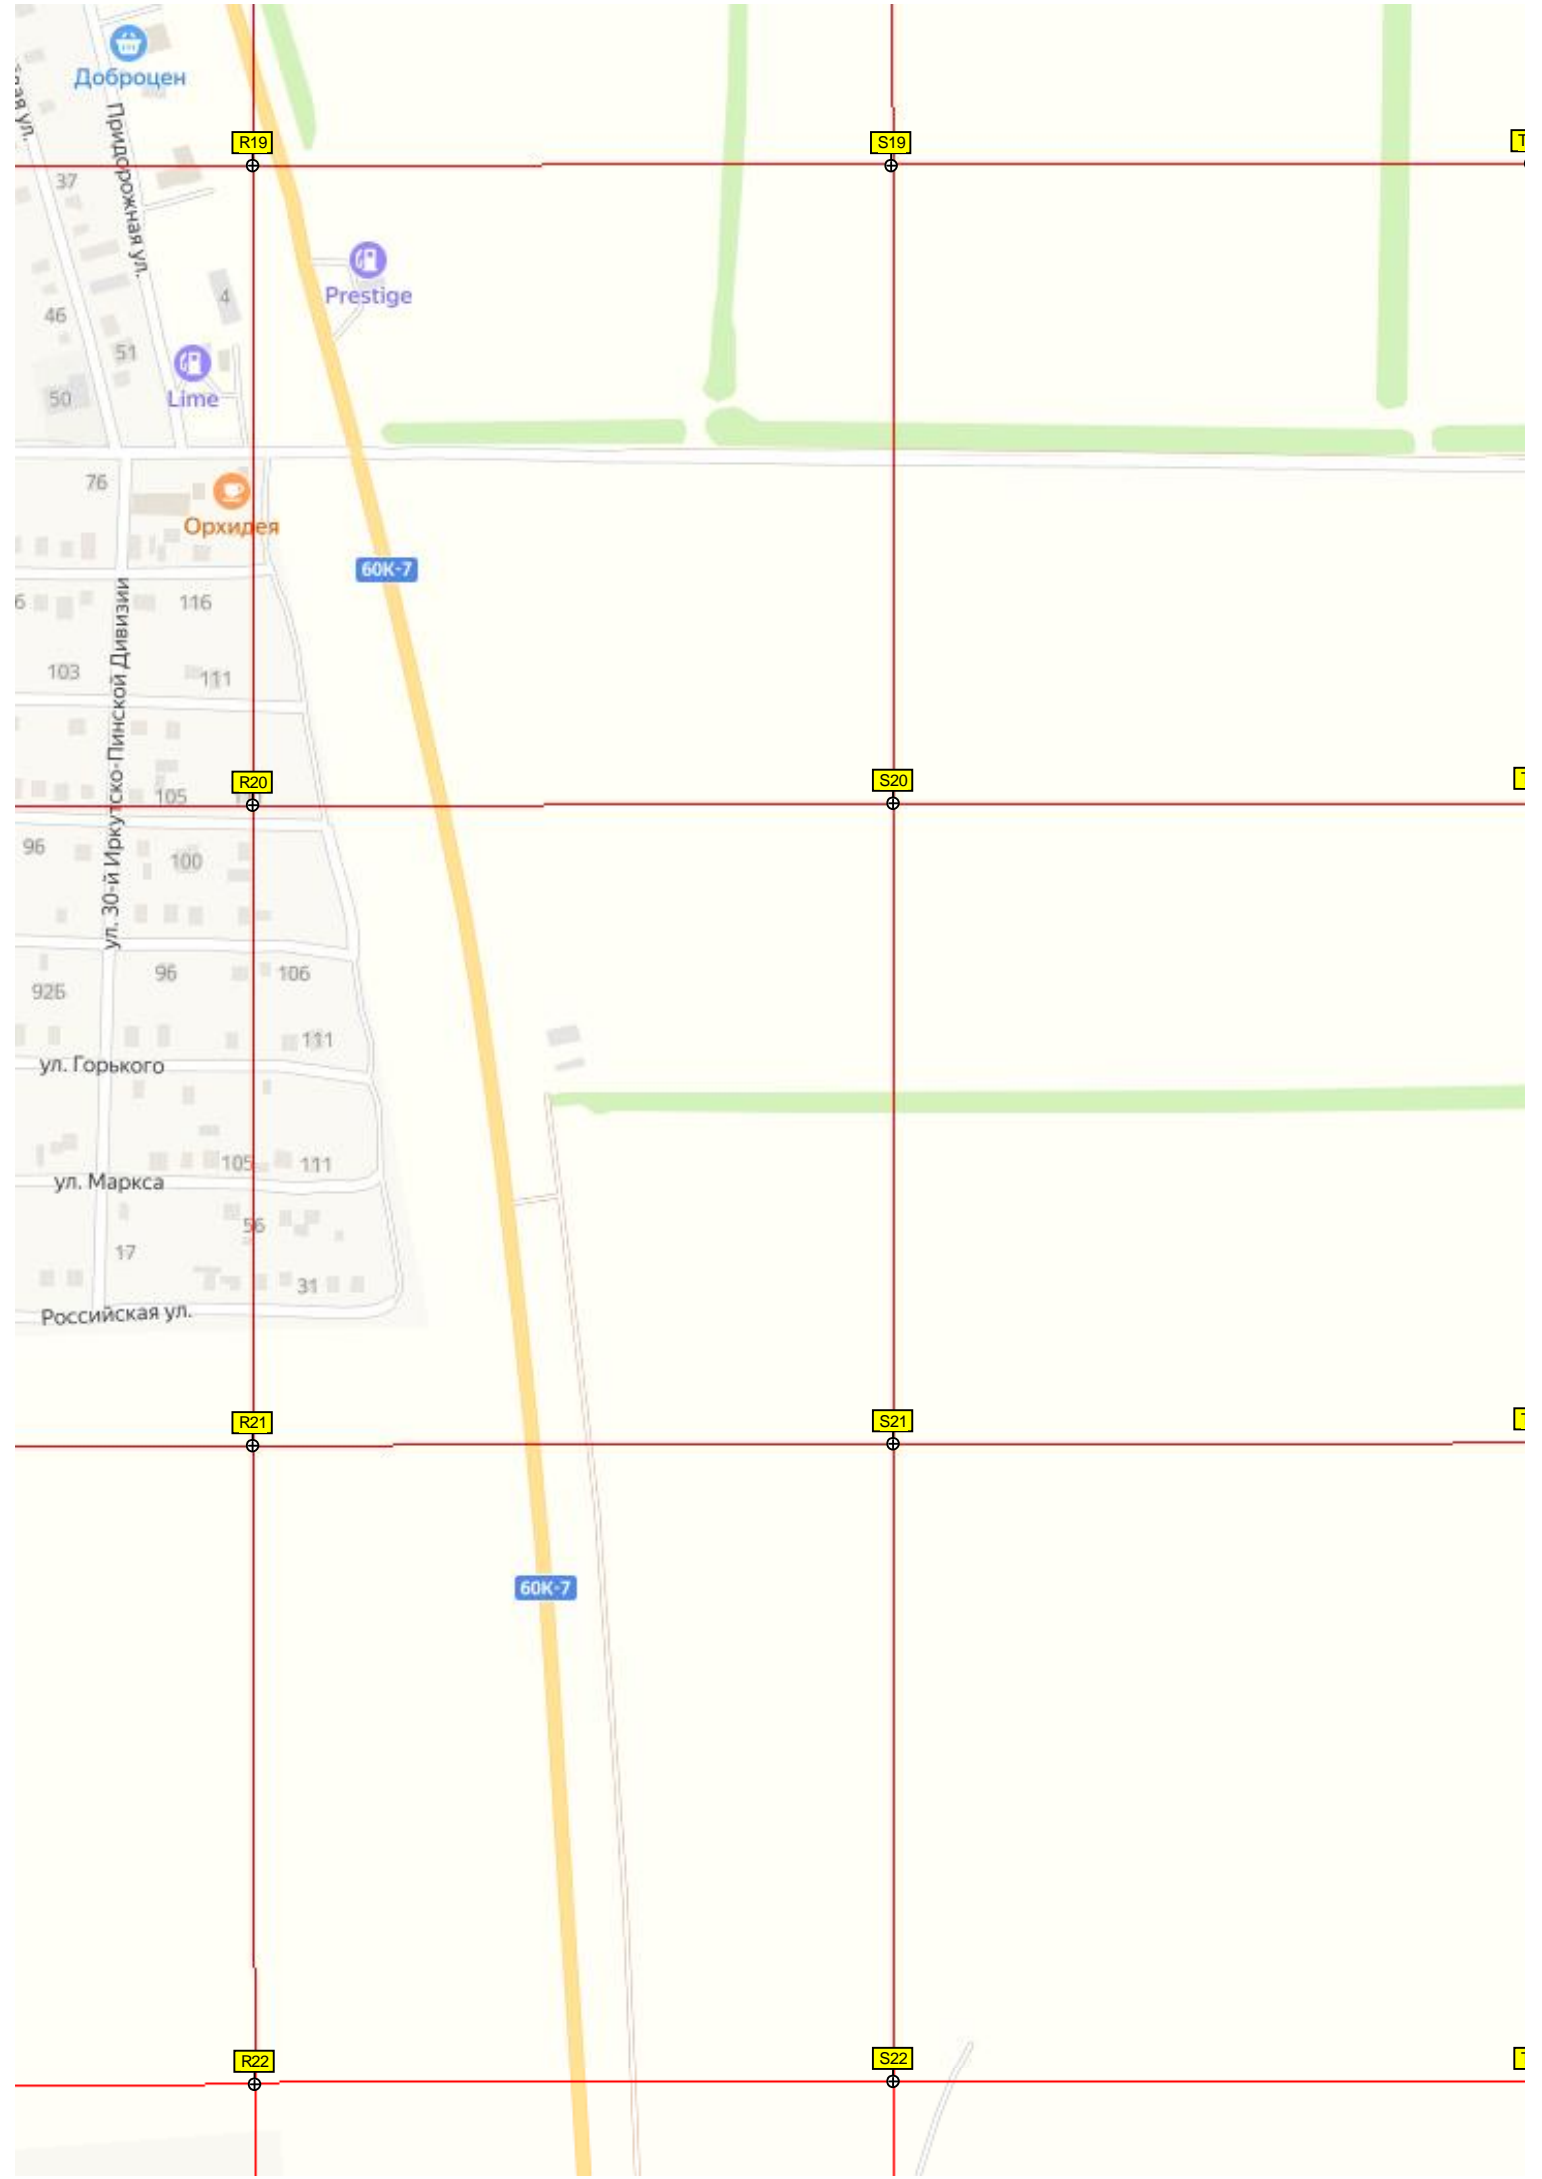 Доброцен
Придорожная ул.
R19
S19
37
Prestige
4
46
51
Lime
50
76
Орхидея
60К-7
116
103
111
ул. 30-й Иркутско-Пинской Дивизии
R20
S20
105
96
100
96
106
92Б
111
ул. Горького
105
111
ул. Маркса
56
17
31
Российская ул.
R21
S21
60К-7
R22
S22